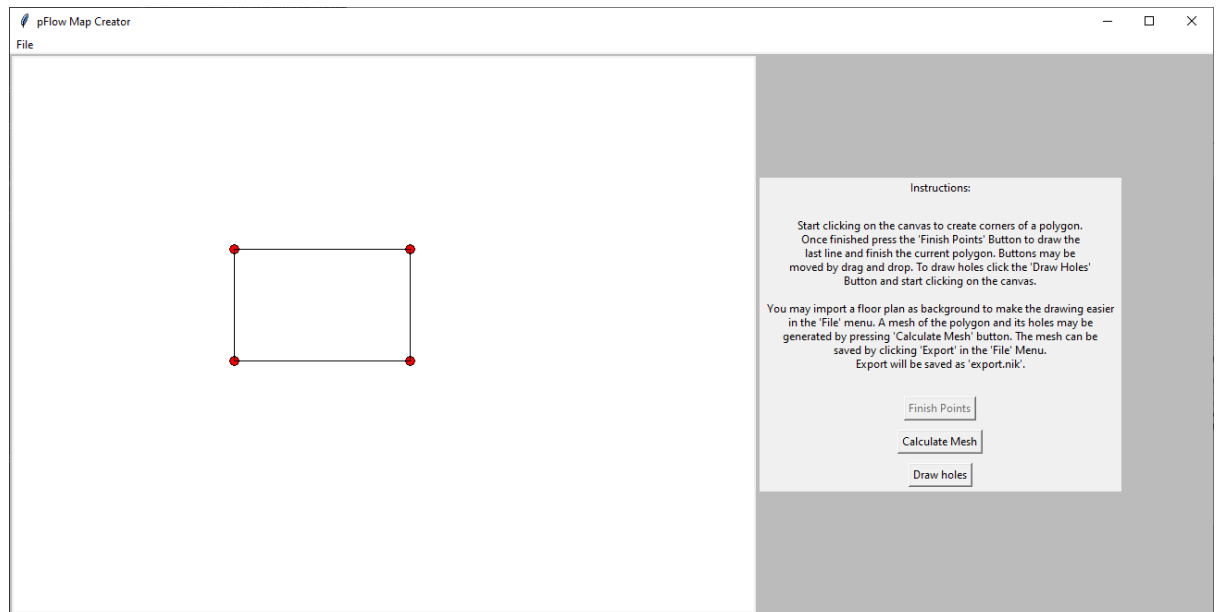 pFlow Map Creator
File
Instructions:
Start clicking on the canvas to create corners of a polygon.
Once finished press the 'Finish Points' Button to draw the
last line and finish the current polygon. Buttons may be
moved by drag and drop. To draw holes click the 'Draw Holes'
Button and start clicking on the canvas.
You may import a floor plan as background to make the drawing easier
in the 'File' menu. A mesh of the polygon and its holes may be
generated by pressing 'Calculate Mesh' button. The mesh can be
saved by clicking 'Export' in the 'File' Menu.
Export will be saved as 'export.nik'.
Finish Points
Calculate Mesh
Draw holes